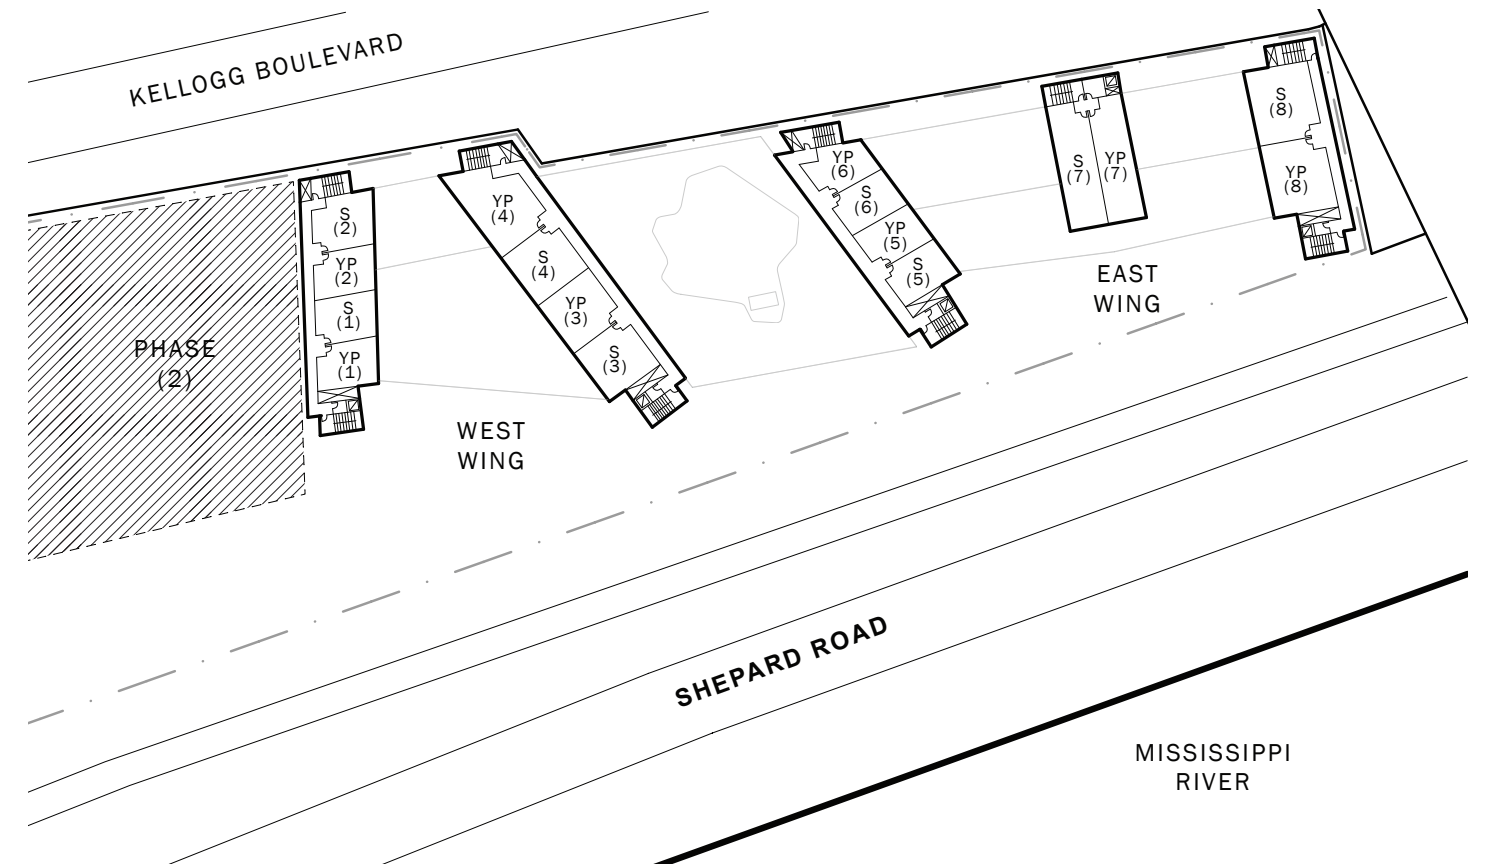 KELLOGG BOULEVARD
S
(2)
YP
(2)
S
(1)
YP
(1)
PHASE
(2)
YP
(4)
S
(4)
YP
(3)
S
(3)
WEST
WING
YP
(6)
S
(6)
YP
(5)
S
(5)
S
(7)
YP
(7)
S
(8)
YP
(8)
EAST
WING
SHEPARD ROAD
MISSISSIPPI
RIVER